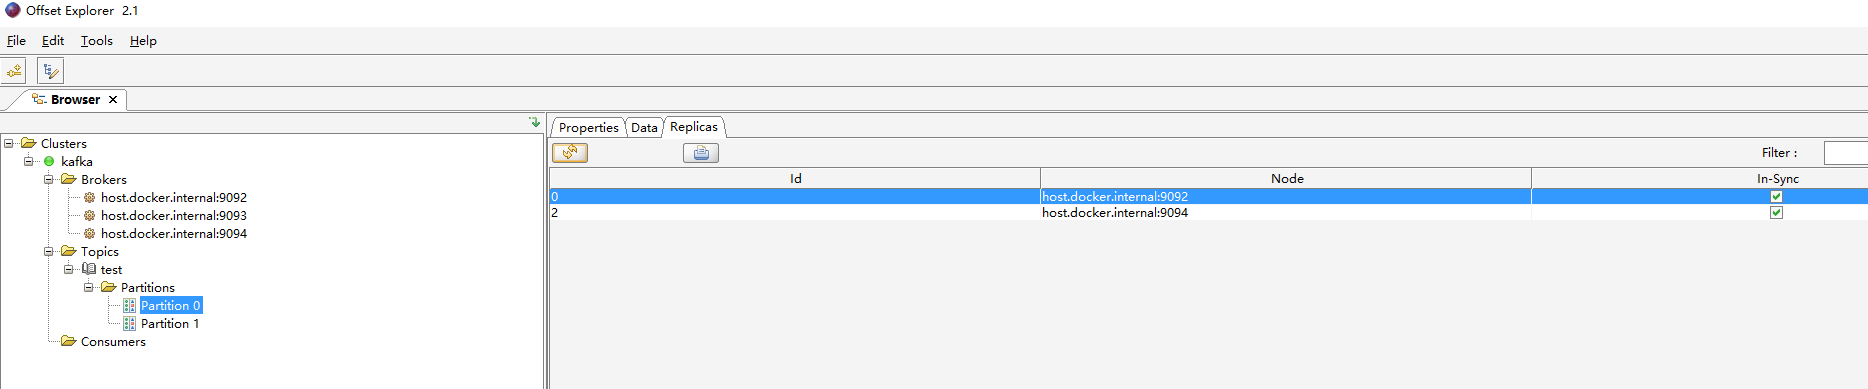 Offset Explorer 2.1
File Edit Tools Help
Browser
Properties Data Replicas
Filter :
Clusters
kafka
Brokers
host.docker.internal:9092
host.docker.internal:9093
host.docker.internal:9094
Topics
test
Partitions
Partition 0
Partition 1
Consumers
Id Node In-Sync
0 host.docker.internal:9092
2 host.docker.internal:9094